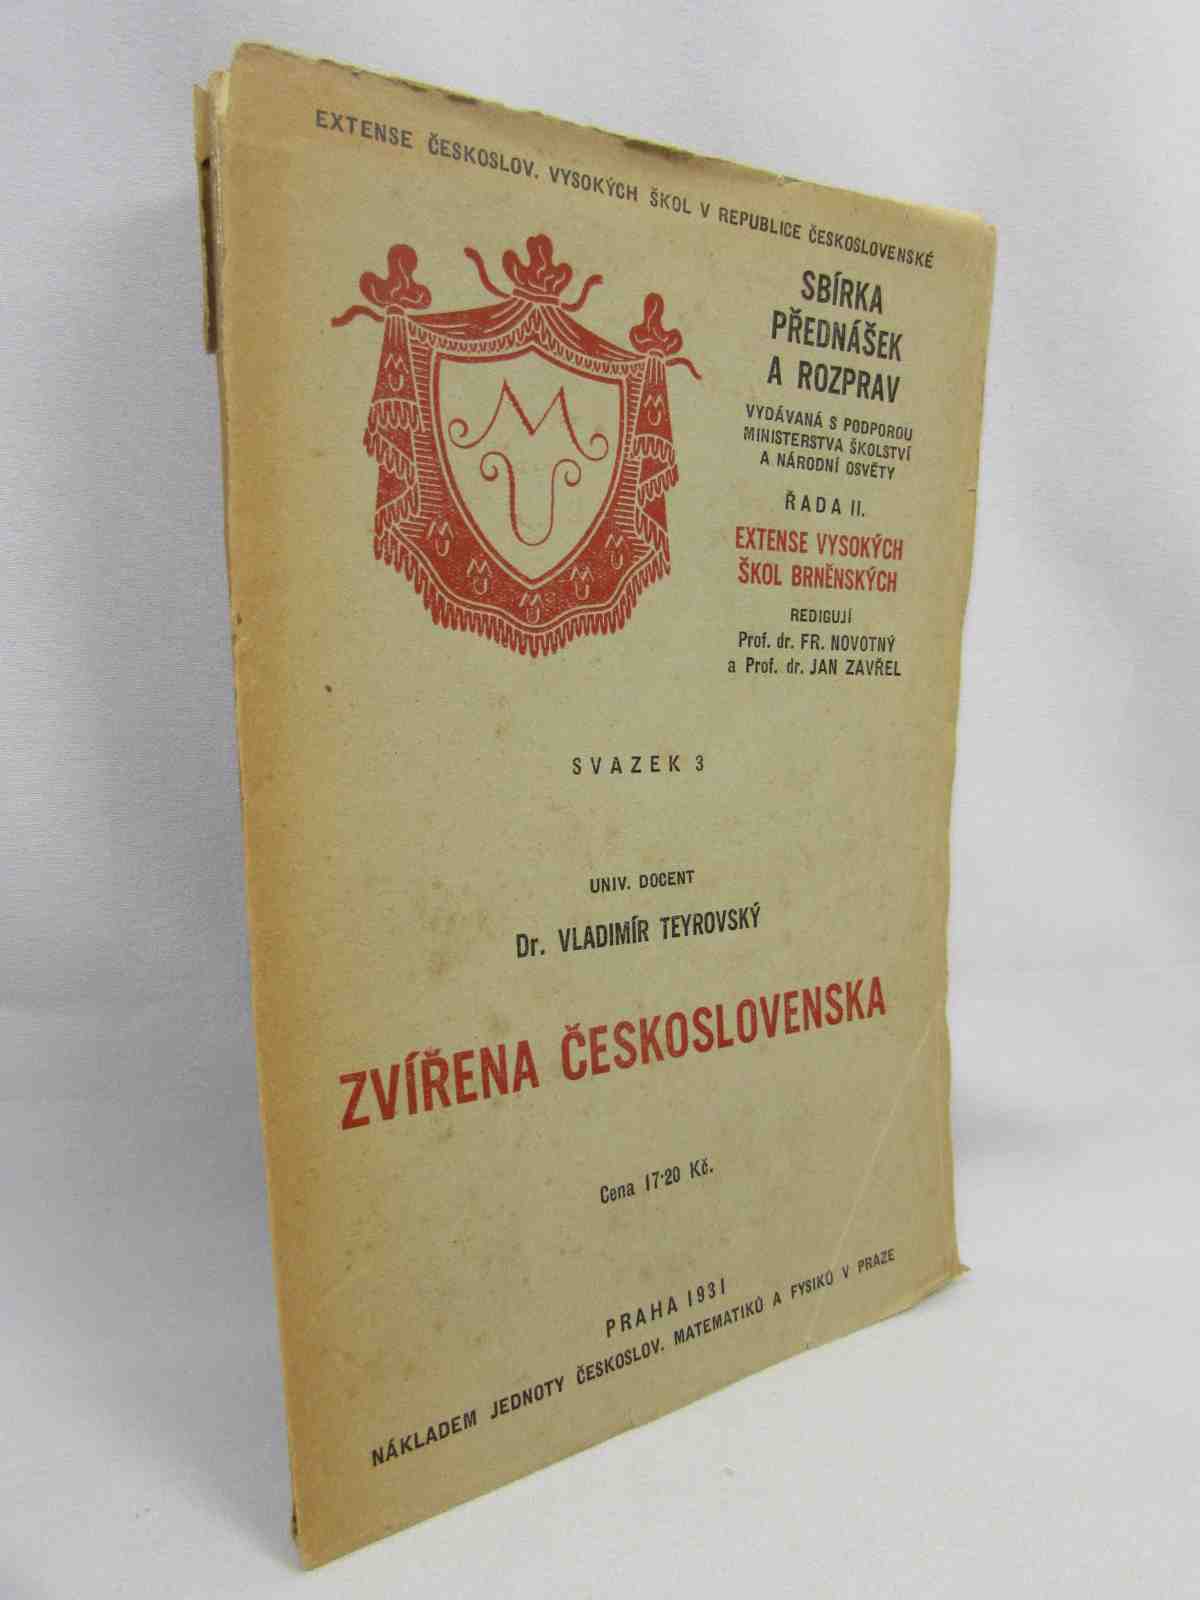 EXTENSE ČESKOSLOV. VYSOKÝCH ŠKOL V REPUBLICE ČESKOSLOVENSKÉ
SBÍRKA
PŘEDNÁŠEK
A ROZPRAV
VYDÁVANÁ S PODPOROU
MINISTERSTVA ŠKOLSTVÍ
A NÁRODNÍ OSVĚTY
ŘADA II.
EXTENSE VYSOKÝCH
ŠKOL BRNĚNSKÝCH
REDIGUJÍ
Prof. dr. FR. NOVOTNÝ
a Prof. dr. JAN ZAVŘEL
MU
SVAZEK 3
UNIV. DOCENT
Dr. VLADIMÍR TEYROVSKÝ
ZVÍŘENA ČESKOSLOVENSKA
Cena 17·20 Kč.
PRAHA 1931
NÁKLADEM JEDNOTY ČESKOSLOV. MATEMATIKŮ A FYSIKŮ V PRAZE